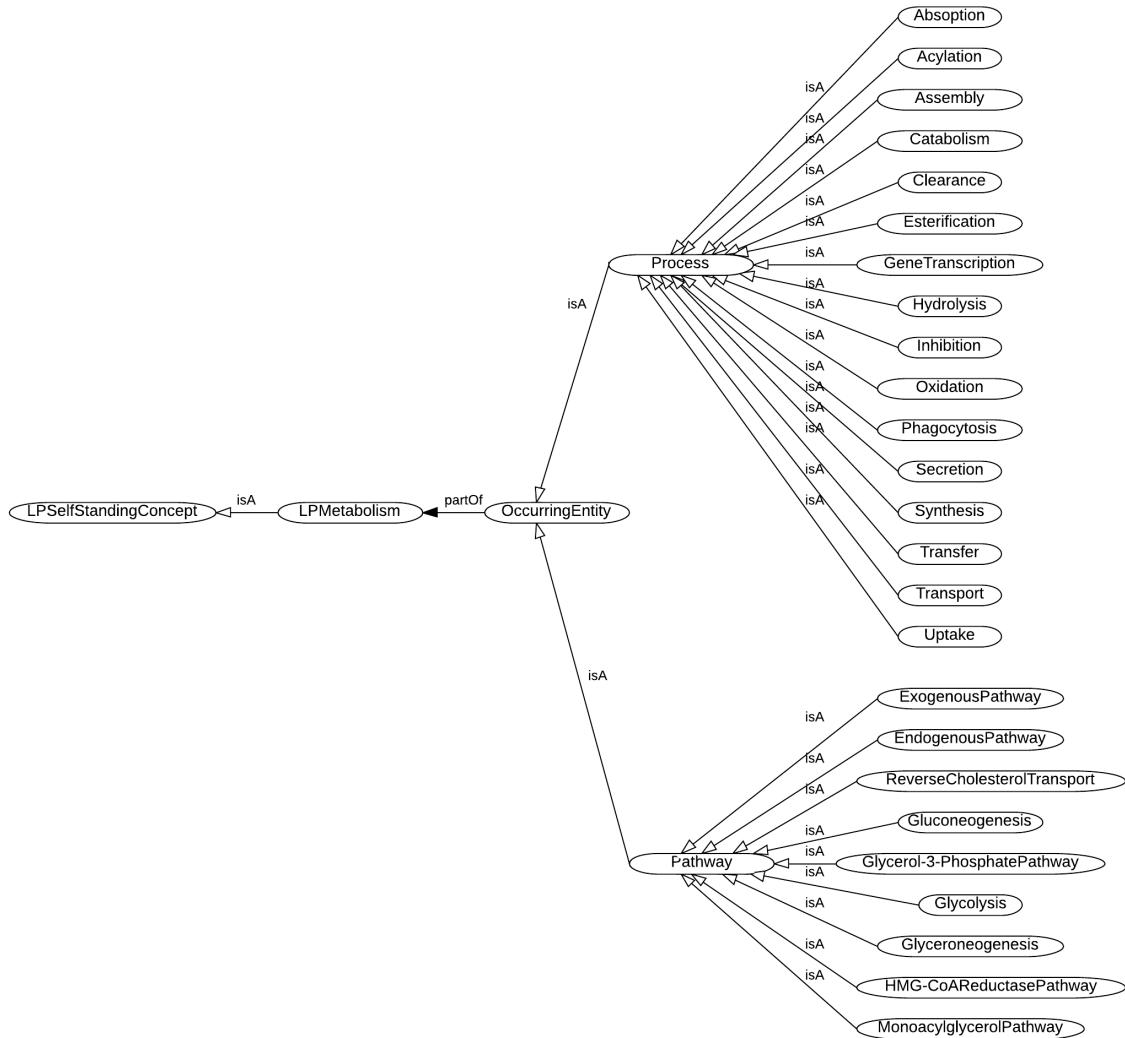 Absoption
Acylation
isA
Assembly
isA
isA
Catabolism
isA
Clearance
isA
isA
Esterification
isA
Process
GeneTranscription
isA
isA
isA
Hydrolysis
isA
Inhibition
isA
Oxidation
isA
isA
Phagocytosis
isA
Secretion
isA
isA
LPSelfStandingConcept
isA
LPMetabolism
partOf
OccurringEntity
Synthesis
Transfer
Transport
Uptake
isA
ExogenousPathway
isA
EndogenousPathway
isA
ReverseCholesterolTransport
isA
Gluconeogenesis
isA
Pathway
isA
Glycerol-3-PhosphatePathway
isA
Glycolysis
isA
Glyceroneogenesis
isA
HMG-CoAReductasePathway
isA
MonoacylglycerolPathway